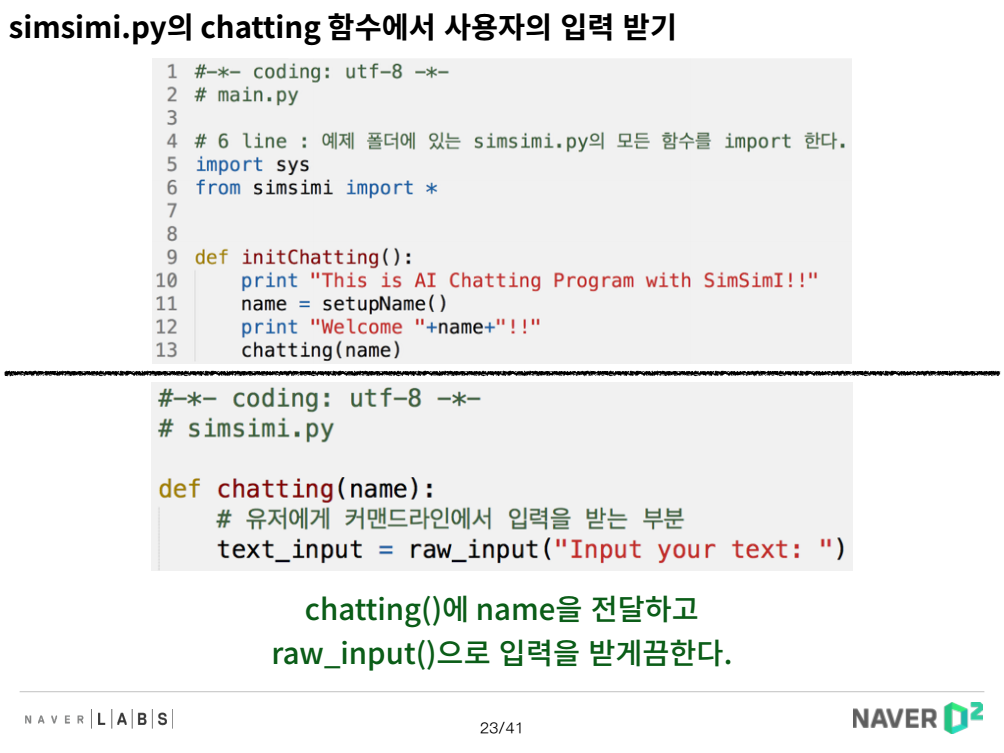 simsimi.py의 chatting 함수에서 사용자의 입력 받기
1 #-*- coding: utf-8 -*-
2 # main.py
3
4 # 6 line : 예제 폴더에 있는 simsimi.py의 모든 함수를 import 한다.
5 import sys
6 from simsimi import *
7
8
9 def initChatting():
10 print "This is AI Chatting Program with SimSimI!!"
11 name = setupName()
12 print "Welcome "+name+"!!"
13 chatting(name)
#-*- coding: utf-8 -*-
# simsimi.py
def chatting(name):
# 유저에게 커맨드라인에서 입력을 받는 부분
text_input = raw_input("Input your text: ")
chatting()에 name을 전달하고
raw_input()으로 입력을 받게끔한다.
NAVER|L|A|B|S|
23/41
NAVER D2